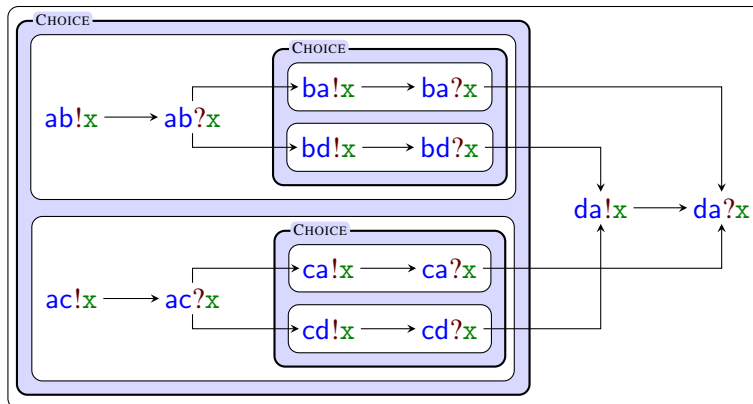 CHOICE
CHOICE
ba!x ba?x
ab!x ab?x
bd!x bd?x
da!x da?x
CHOICE
ca!x ca?x
ac!x ac?x
cd!x cd?x